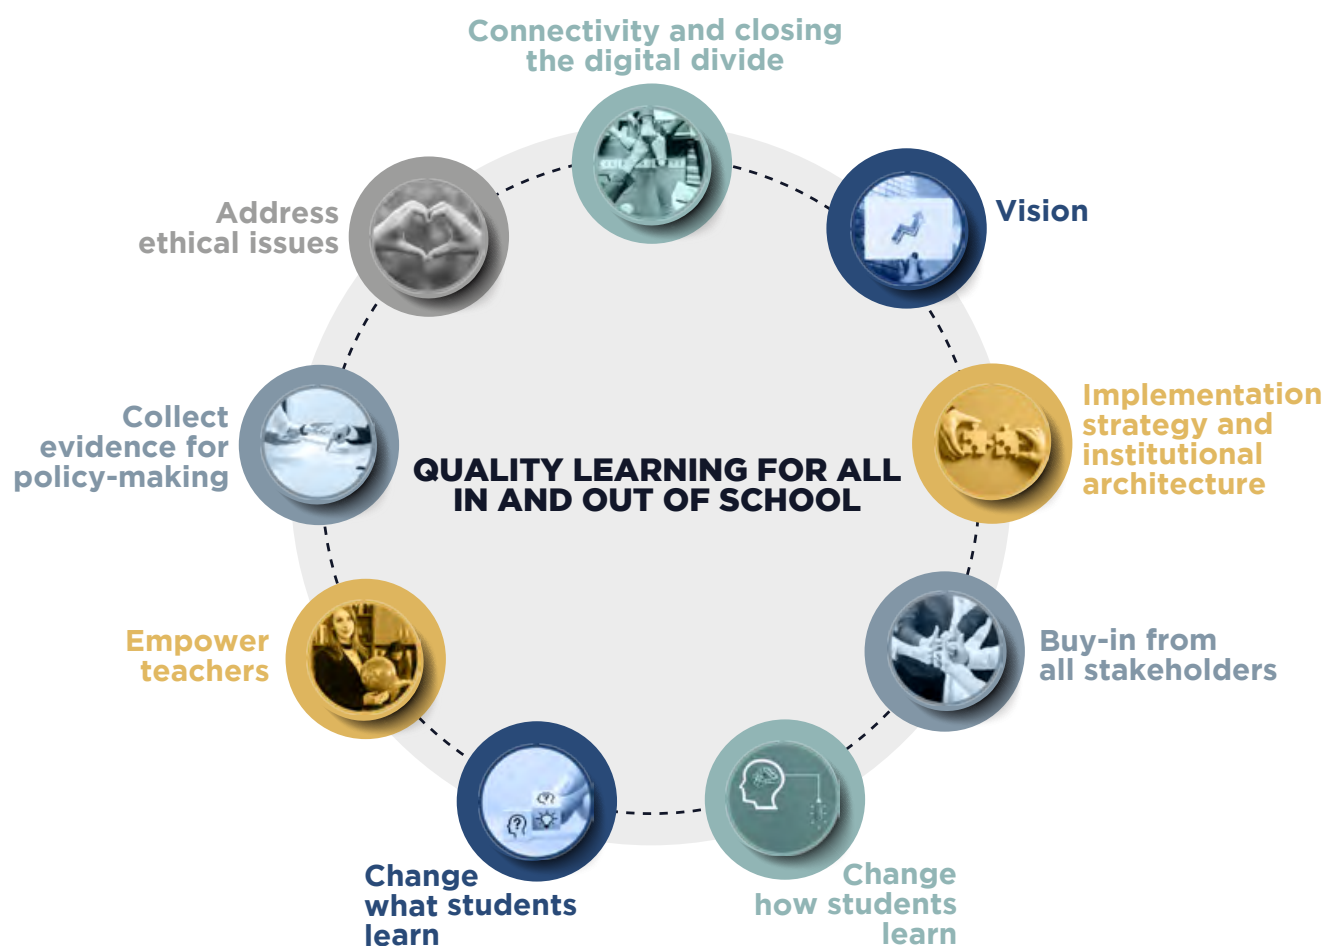 Connectivity and closing
the digital divide
Vision
Implementation
strategy and
institutional
architecture
Buy-in from
all stakeholders
Change
how students
learn
Change
what students
learn
Empower
teachers
Collect
evidence for
policy-making
Address
ethical issues
QUALITY LEARNING FOR ALL
IN AND OUT OF SCHOOL